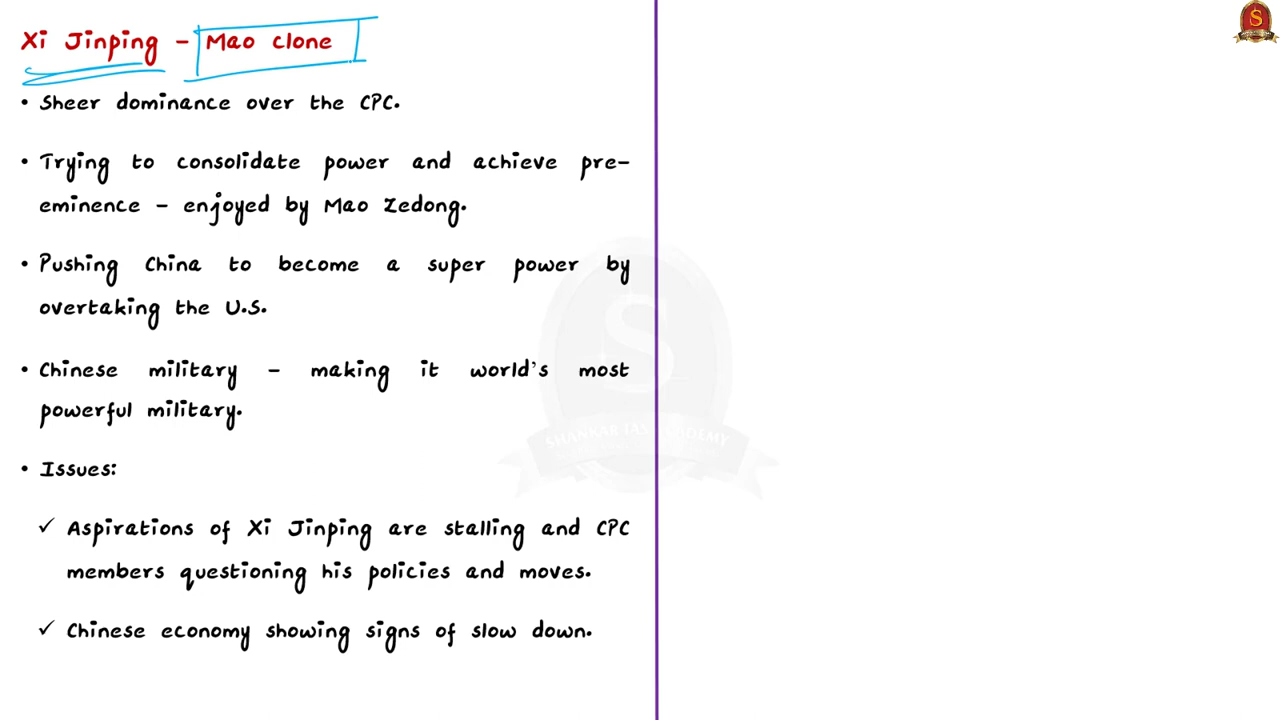 Xi Jinping - Mao clone
• Sheer dominance over the CPC.
• Trying to consolidate power and achieve pre-
eminence - enjoyed by Mao Zedong.
• Pushing China to become a super power by
overtaking the U.S.
• Chinese military - making it world's most
powerful military.
• Issues:
✓ Aspirations of Xi Jinping are stalling and CPC
members questioning his policies and moves.
✓ Chinese economy showing signs of slow down.
S
SHANKAR IAS ACADEMY
S